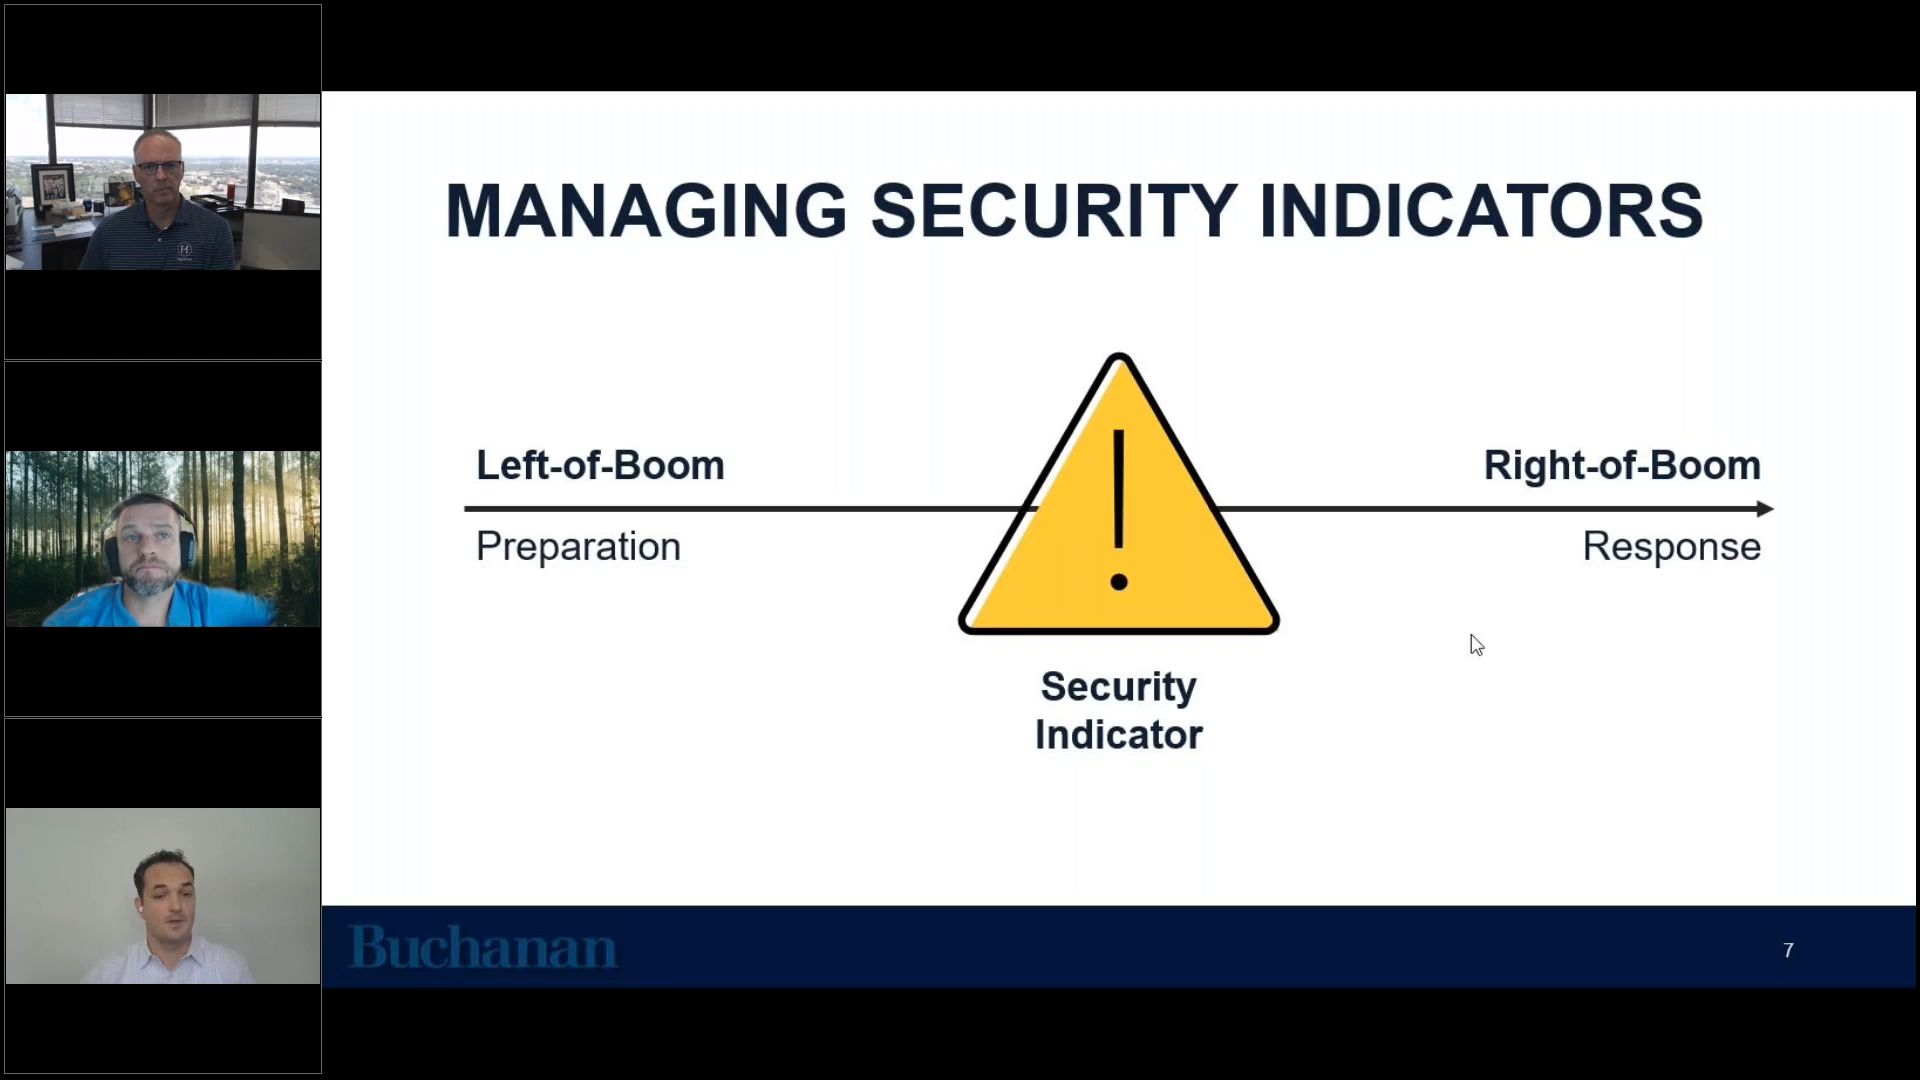 MANAGING SECURITY INDICATORS
Left-of-Boom
Right-of-Boom
Preparation
Response
Security
Indicator
Buchanan
7